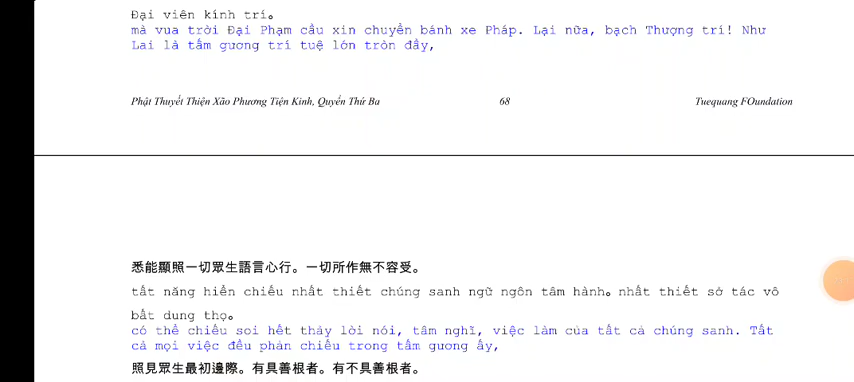 Đại viên kính trí。
mà vua trời Đại Phạm cầu xin chuyển bánh xe Pháp. Lại nữa, bạch Thượng trí! Như
Lai là tấm gương trí tuệ lớn tròn đầy,
Phật Thuyết Thiện Xão Phương Tiện Kinh, Quyển Thứ Ba 68 Tuequang FOundation
悉能顯照一切眾生語言心行。一切所作無不容受。
tất năng hiển chiếu nhất thiết chúng sanh ngữ ngôn tâm hành。nhất thiết sở tác vô
bất dung thọ。
có thể chiếu soi hết thảy lời nói, tâm nghĩ, việc làm của tất cả chúng sanh. Tất
cả mọi việc đều phản chiếu trong tấm gương ấy,
照見眾生最初邊際。有具善根者。有不具善根者。